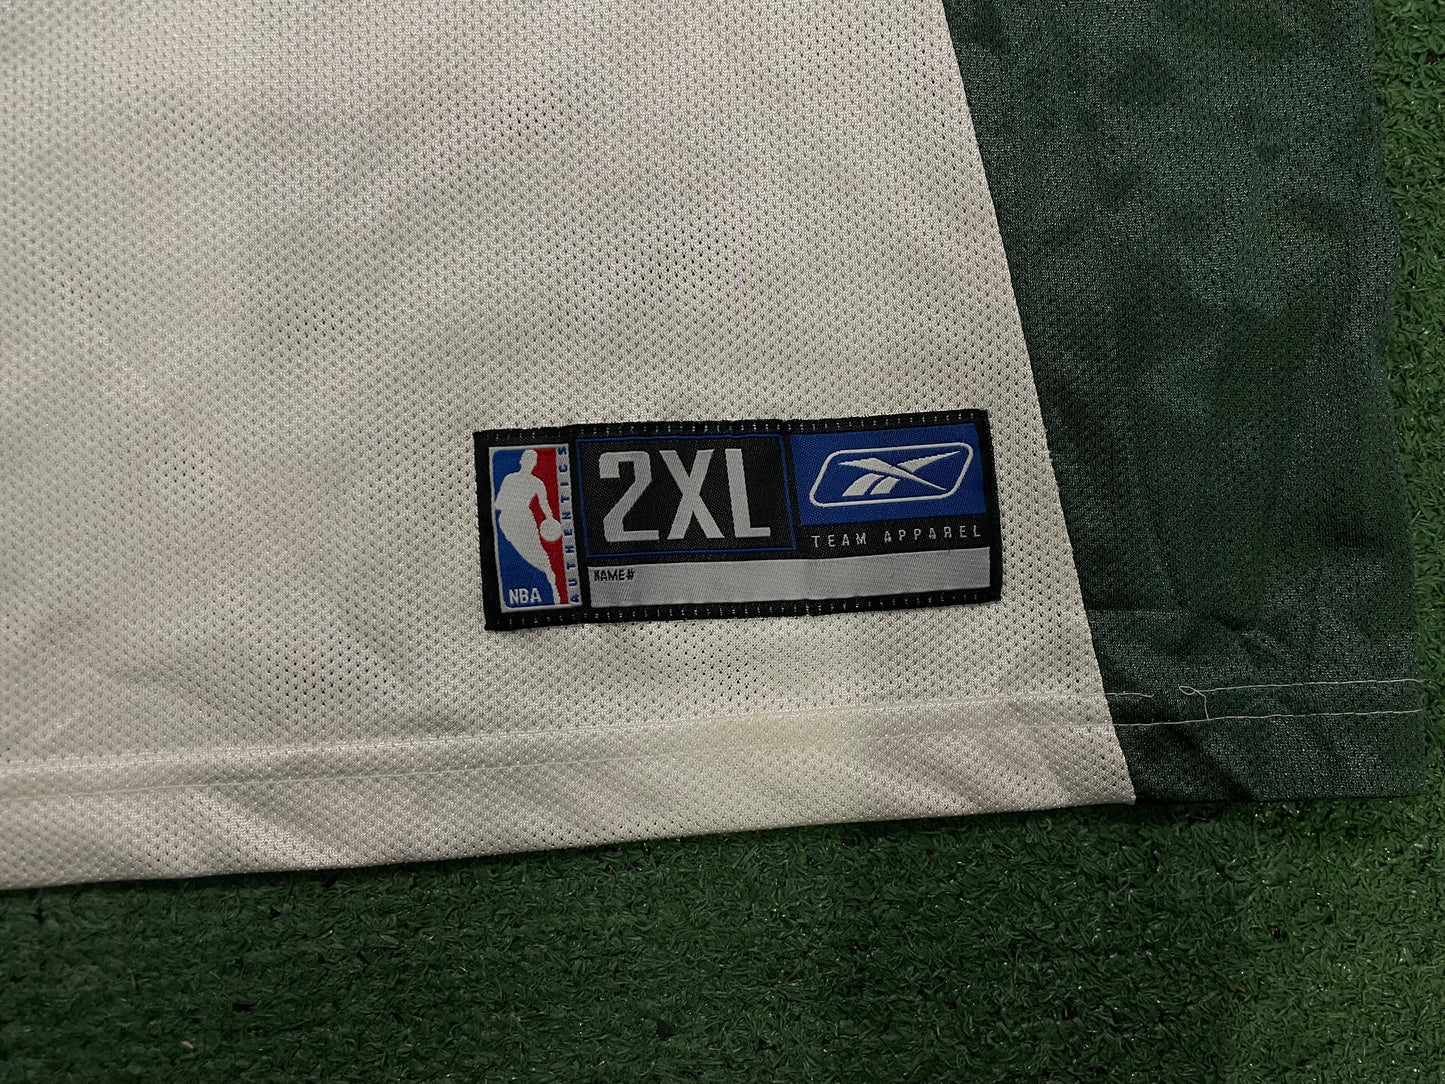 NBA
AUTHENTICS
2XL
TEAM APPAREL
NAME#